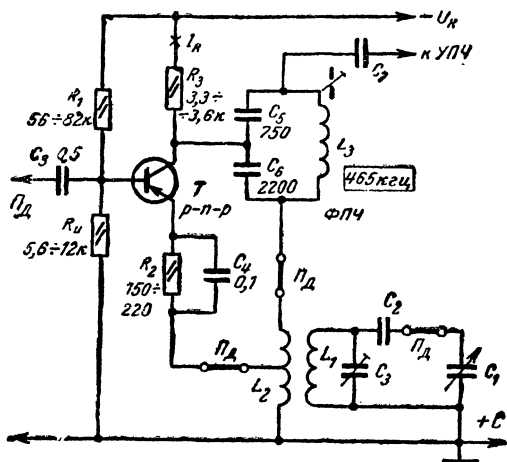 − Uк
Iк
к УПЧ
C7
R3
3,3÷
÷3,6к
R1
56÷82к
C5
750
L3
C3 0,5
C6
2200
465кгц
Пд
Т
р-п-р
ФПЧ
Ru
5,6÷12к
R2
150÷
220
C4
0,1
Пд
C2
Пд
Пд
L2
L1
C3
C1
+C